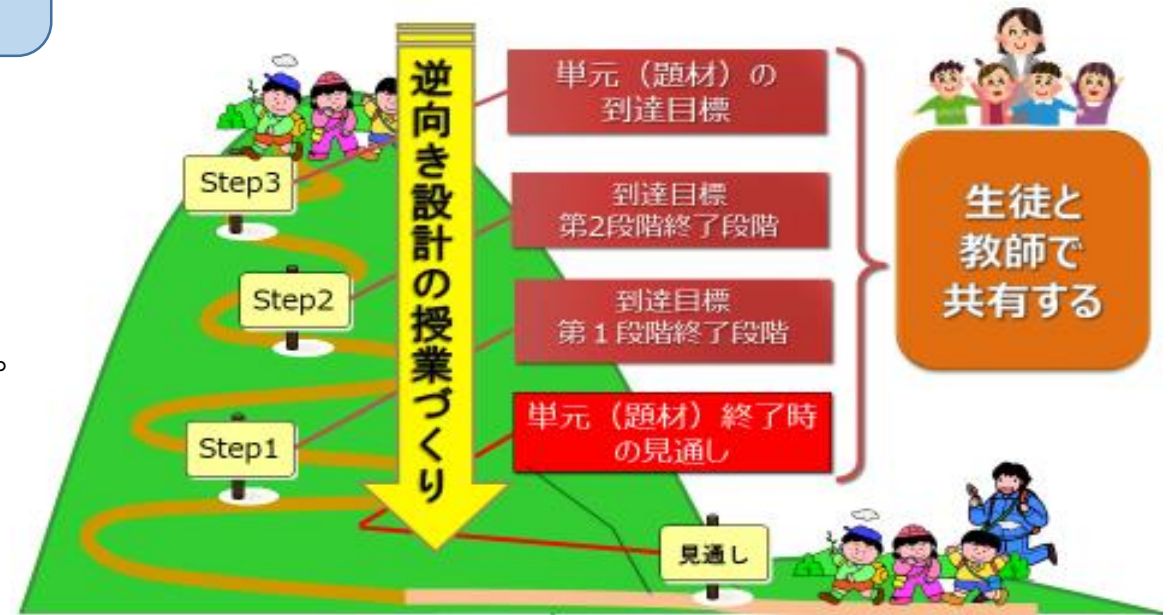 逆向き設計の授業づくり
単元（題材）の
到達目標
到達目標
第2段階終了段階
到達目標
第１段階終了段階
単元（題材）終了時
の見通し
生徒と
教師で
共有する
Step3
Step2
Step1
見通し
。